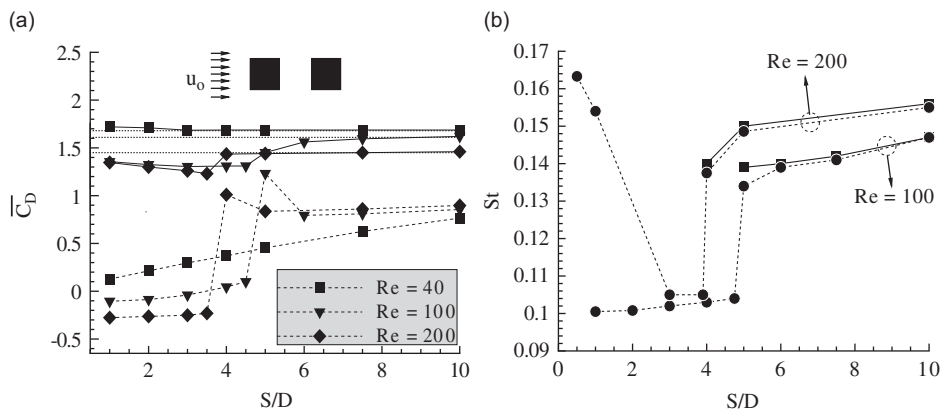 (a)
2.5
2
1.5
1
0.5
0
-0.5
C_D
2 4 6 8 10
S/D
u_o
Re = 40
Re = 100
Re = 200
(b)
0.17
0.16
0.15
0.14
0.13
0.12
0.11
0.1
0.09
St
0 2 4 6 8 10
S/D
Re = 200
Re = 100